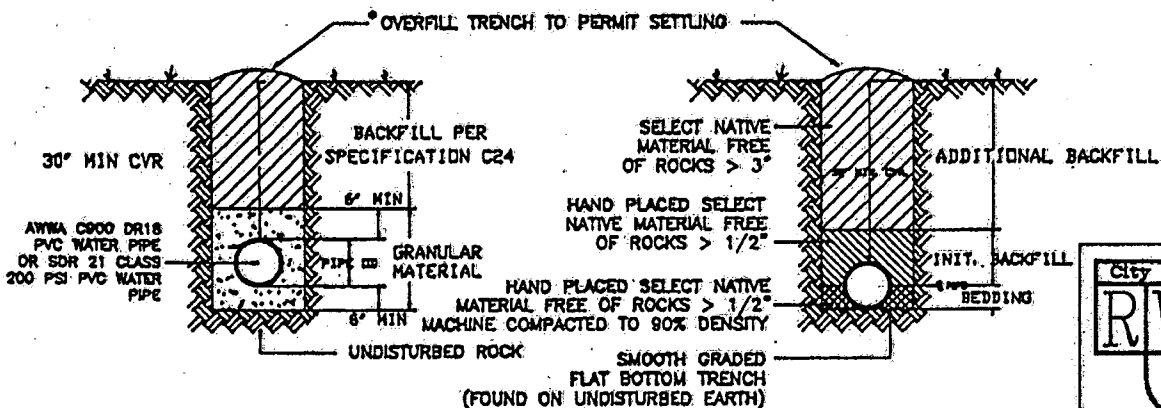 * OVERFILL TRENCH TO PERMIT SETTLING
30" MIN CVR
BACKFILL PER
SPECIFICATION C24
6" MIN
AWWA C900 DR18
PVC WATER PIPE
OR SDR 21 CLASS
200 PSI PVC WATER
PIPE
PIPE
GRANULAR
MATERIAL
6" MIN
UNDISTURBED ROCK
SELECT NATIVE
MATERIAL FREE
OF ROCKS > 3"
ADDITIONAL BACKFILL
HAND PLACED SELECT
NATIVE MATERIAL FREE
OF ROCKS > 1/2"
INIT. BACKFILL
HAND PLACED SELECT NATIVE
MATERIAL FREE OF ROCKS > 1/2"
MACHINE COMPACTED TO 90% DENSITY
BEDDING
SMOOTH GRADED
FLAT BOTTOM TRENCH
(FOUND ON UNDISTURBED EARTH)
City
R